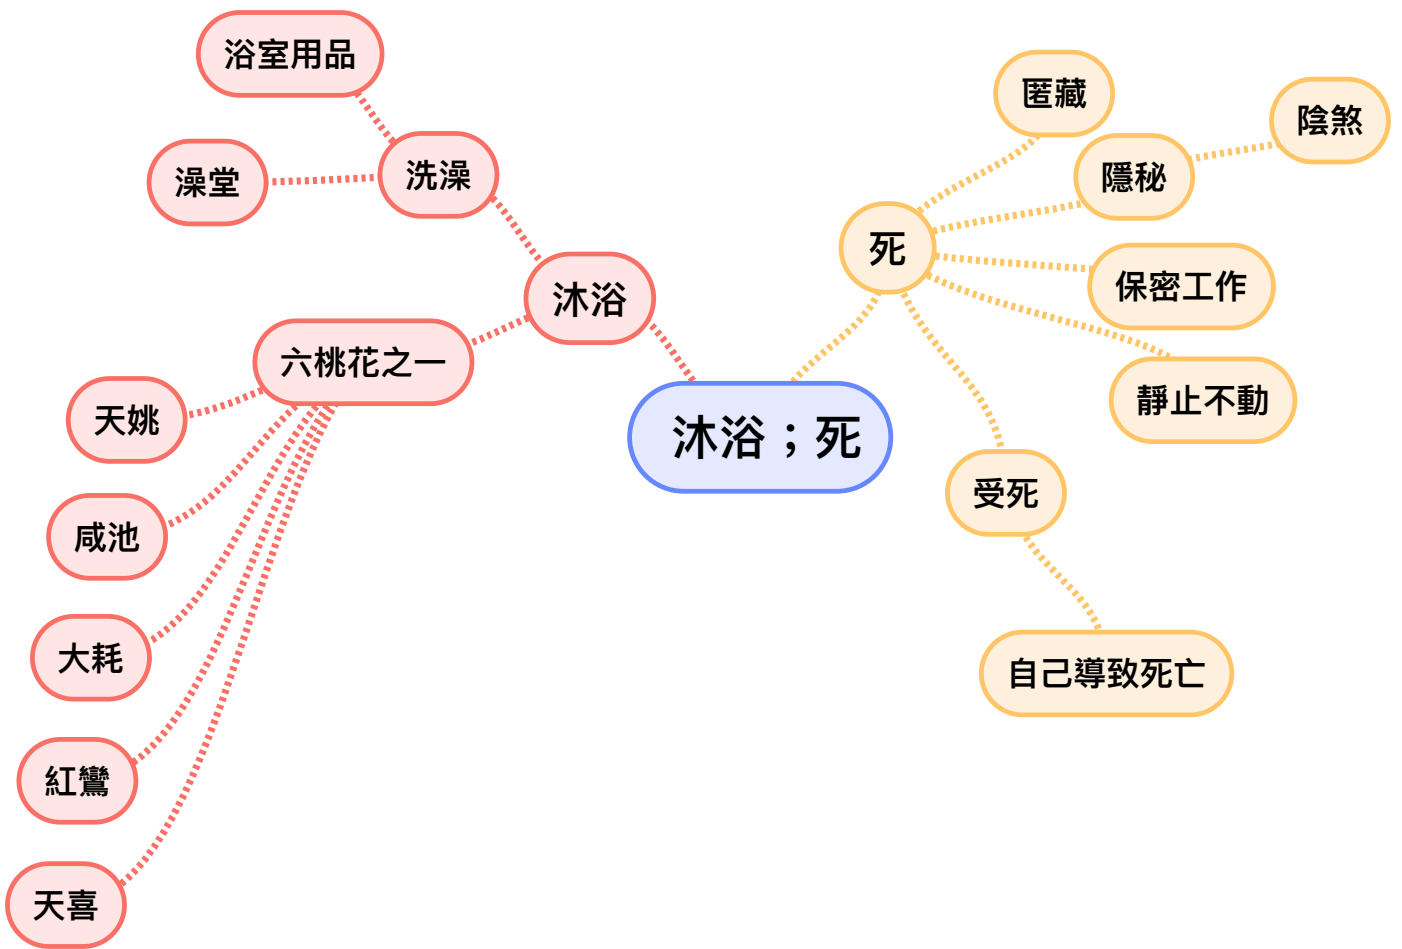 沐浴；死
沐浴
洗澡
浴室用品
澡堂
六桃花之一
天姚
咸池
大耗
紅鸞
天喜
死
匿藏
隱秘
陰煞
保密工作
靜止不動
受死
自己導致死亡